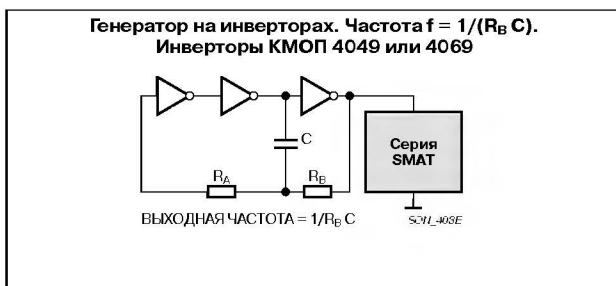 Генератор на инверторах. Частота f = 1/(RB C).
Инверторы КМОП 4049 или 4069
C
Серия
SMAT
RA
RB
ВЫХОДНАЯ ЧАСТОТА = 1/RB C